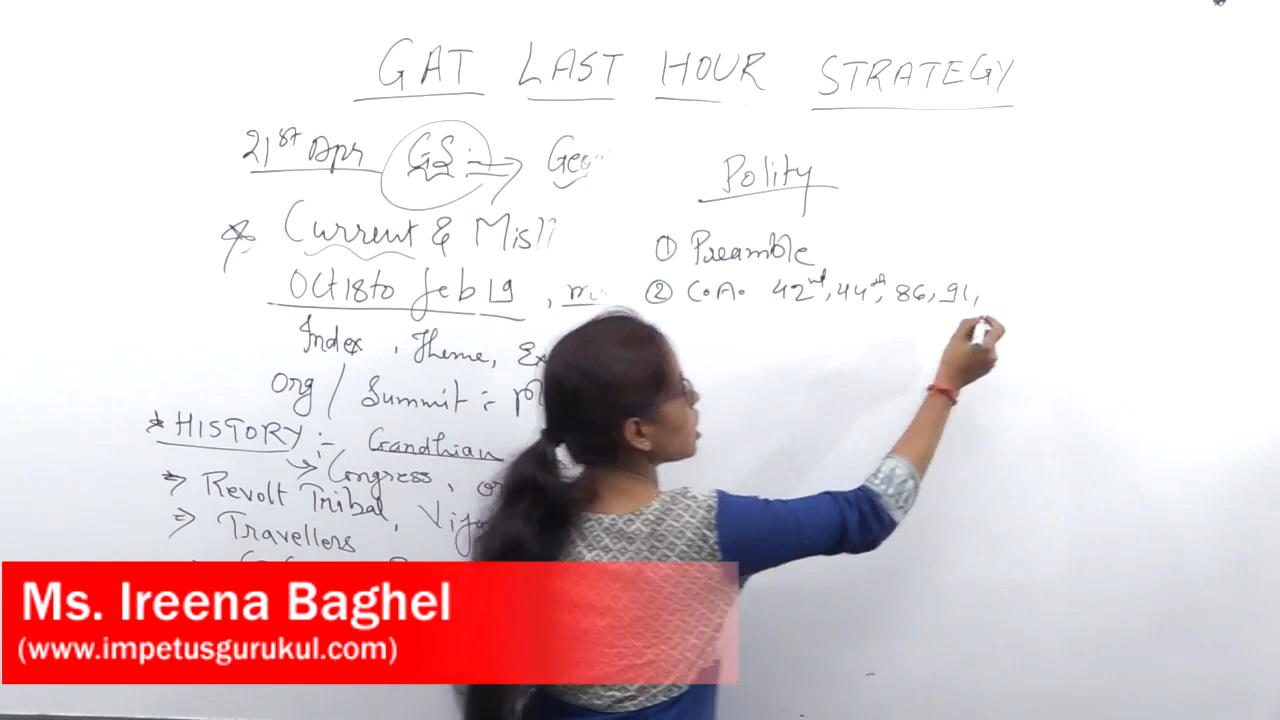 GAT LAST HOUR STRATEGY
21st Apr GS :- ⇒ Geo
* Current & Misll
Oct 18 to Feb 19 ,
Index , Theme, Ex
Org / Summit :-
* HISTORY :- Gandhian
→ Congress, or
⇒ Revolt Tribal, Vija
⇒ Travellers
Polity
① Preamble
② C.A. 42nd, 44th, 86, 91,
Ms. Ireena Baghel
(www.impetusgurukul.com)